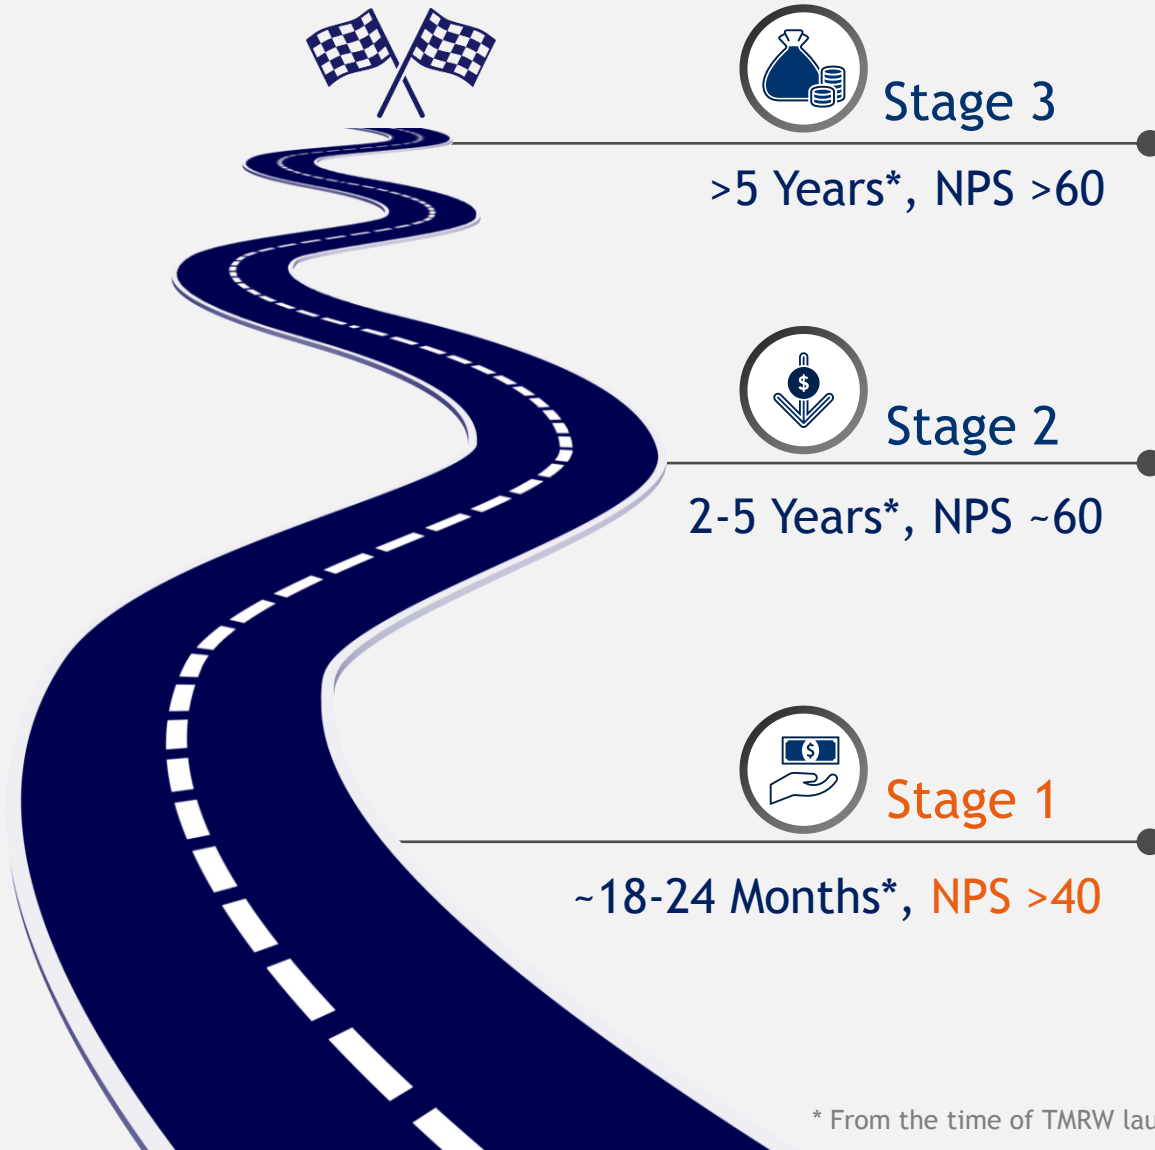 Stage 3
>5 Years*, NPS >60
$
Stage 2
2-5 Years*, NPS ~60
$
Stage 1
~18-24 Months*, NPS >40
* From the time of TMRW